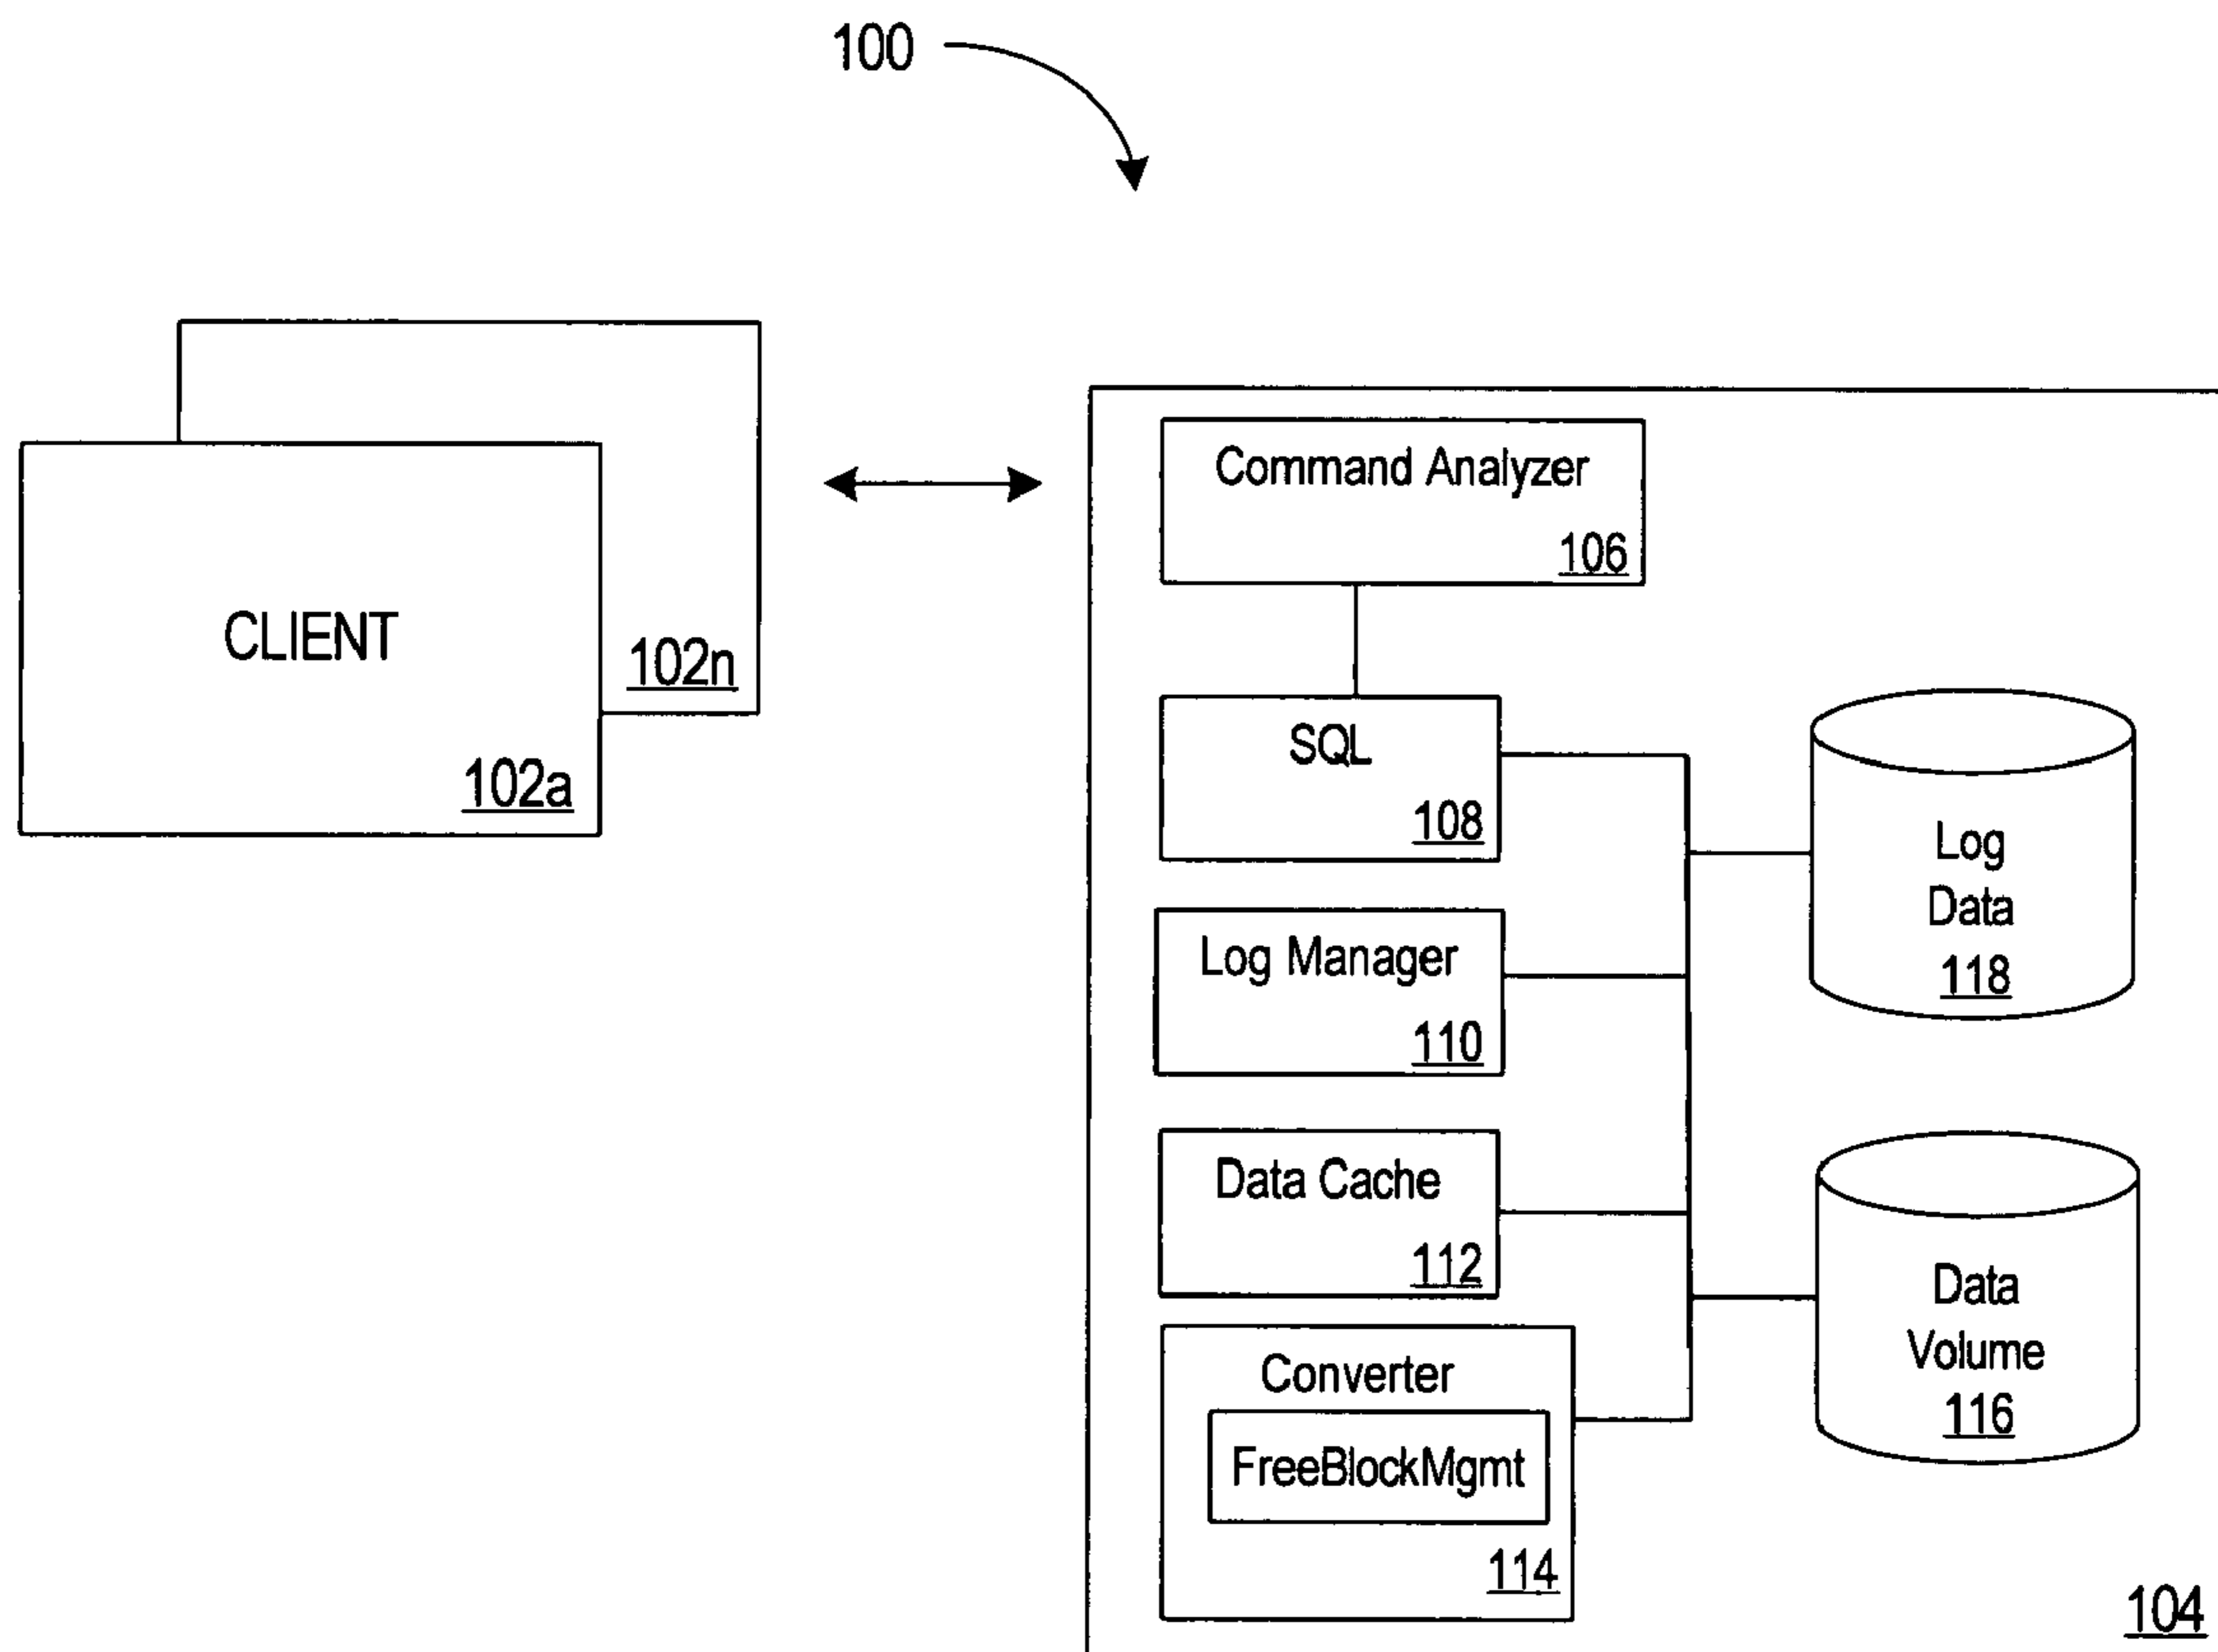 100
CLIENT
102n
102a
Command Analyzer
106
SQL
108
Log Manager
110
Data Cache
112
Converter
FreeBlockMgmt
114
Log
Data
118
Data
Volume
116
104